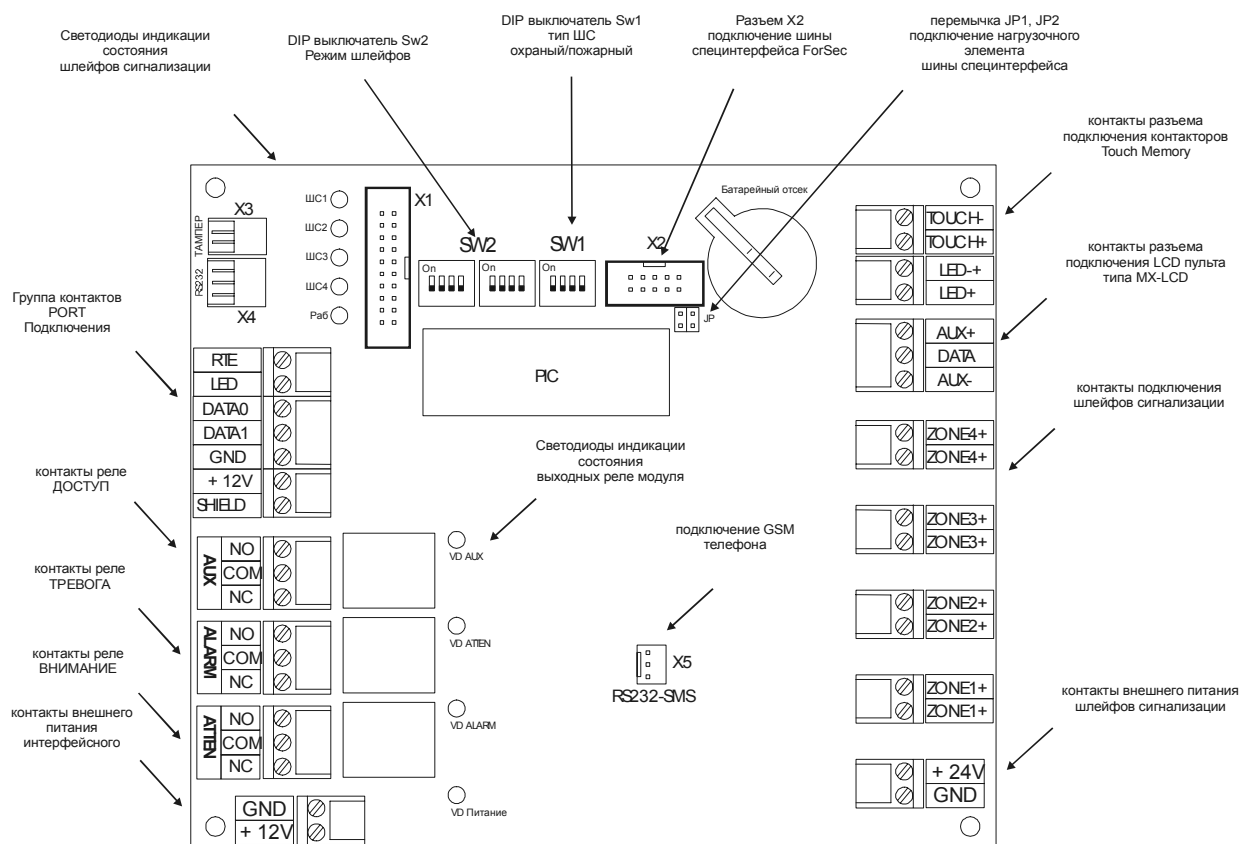 Светодиоды индикации
состояния
шлейфов сигнализации
DIP выключатель Sw2
Режим шлейфов
DIP выключатель Sw1
тип ШС
охраный/пожарный
Разъем X2
подключение шины
специнтерфейса ForSec
перемычка JP1, JP2
подключение нагрузочного
элемента
шины специнтерфейса
контакты разъема
подключения контакторов
Touch Memory
контакты разъема
подключения LCD пульта
типа MX-LCD
контакты подключения
шлейфов сигнализации
контакты внешнего питания
шлейфов сигнализации
Группа контактов
PORT
Подключения
контакты реле
ДОСТУП
контакты реле
ТРЕВОГА
контакты реле
ВНИМАНИЕ
контакты внешнего
питания
интерфейсного
X3
ТАМПЕР
RS232
X4
ШС1
ШС2
ШС3
ШС4
Раб
X1
SW2
SW1
X2
On
On
On
JP
Батарейный отсек
PIC
TOUCH-
TOUCH+
LED-+
LED+
AUX+
DATA
AUX-
ZONE4+
ZONE4+
ZONE3+
ZONE3+
ZONE2+
ZONE2+
ZONE1+
ZONE1+
+ 24V
GND
RTE
LED
DATA0
DATA1
GND
+ 12V
SHIELD
AUX
NO
COM
NC
ALARM
NO
COM
NC
ATTEN
NO
COM
NC
GND
+ 12V
Светодиоды индикации
состояния
выходных реле модуля
VD AUX
VD ATTEN
VD ALARM
VD Питание
подключение GSM
телефона
X5
RS232-SMS